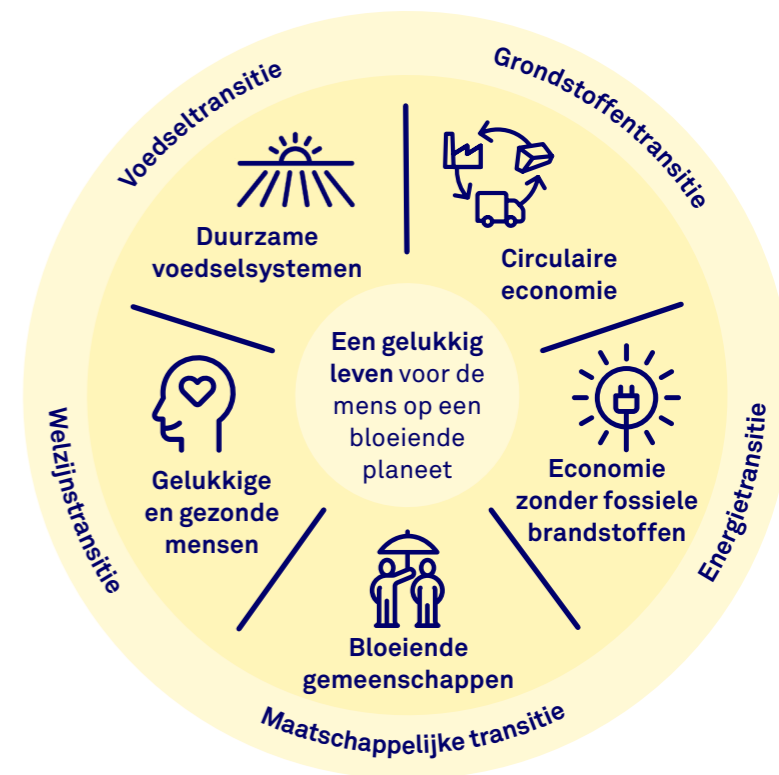 Voedseltransitie
Grondstoffentransitie
Duurzame
voedselsystemen
Circulaire
economie
Een gelukkig
leven voor de
mens op een
bloeiende
planeet
Gelukkige
en gezonde
mensen
Economie
zonder fossiele
brandstoffen
Welzijnstransitie
Energietransitie
Bloeiende
gemeenschappen
Maatschappelijke transitie